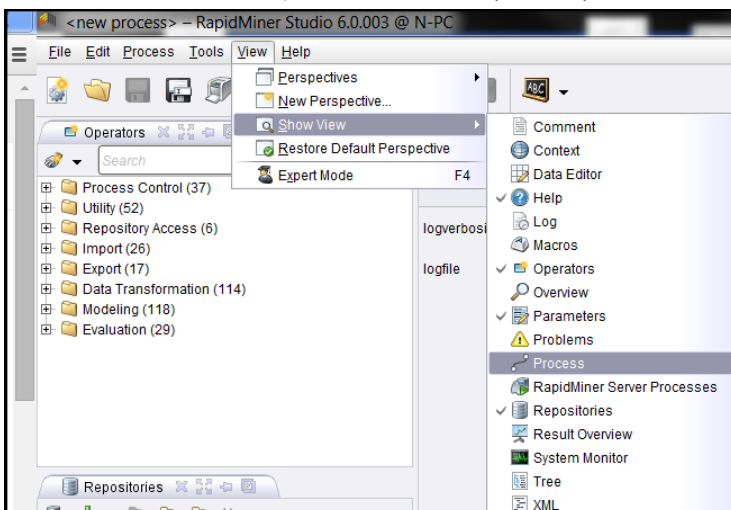 <new process> – RapidMiner Studio 6.0.003 @ N-PC
File Edit Process Tools View Help
Perspectives
New Perspective...
Show View
Restore Default Perspective
Expert Mode F4
ABC
Operators
Search
Process Control (37)
Utility (52)
Repository Access (6)
Import (26)
Export (17)
Data Transformation (114)
Modeling (118)
Evaluation (29)
logverbosi
logfile
Comment
Context
Data Editor
Help
Log
Macros
Operators
Overview
Parameters
Problems
Process
RapidMiner Server Processes
Repositories
Result Overview
System Monitor
Tree
XML
Repositories